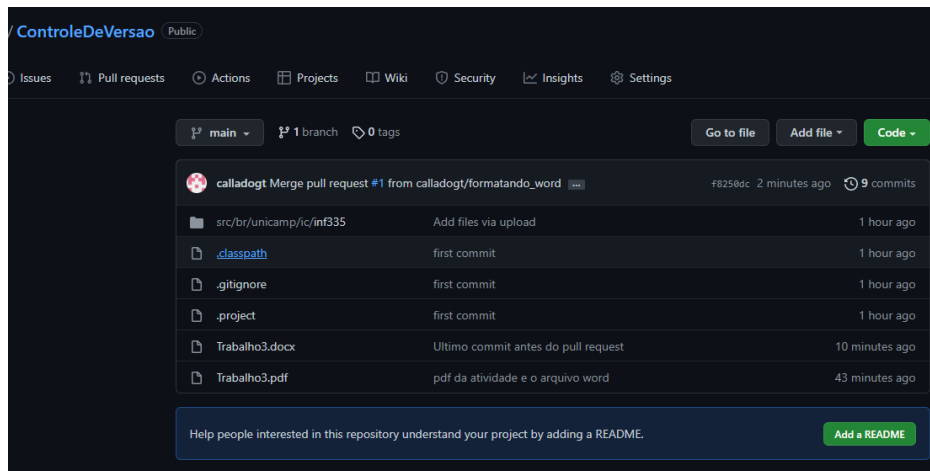 / ControleDeVersao Public
Issues Pull requests Actions Projects Wiki Security Insights Settings
main 1 branch 0 tags Go to file Add file Code
calladogt Merge pull request #1 from calladogt/formatando_word ... f8250dc 2 minutes ago 9 commits
src/br/unicamp/ic/inf335 Add files via upload 1 hour ago
.classpath first commit 1 hour ago
.gitignore first commit 1 hour ago
.project first commit 1 hour ago
Trabalho3.docx Ultimo commit antes do pull request 10 minutes ago
Trabalho3.pdf pdf da atividade e o arquivo word 43 minutes ago
Help people interested in this repository understand your project by adding a README. Add a README